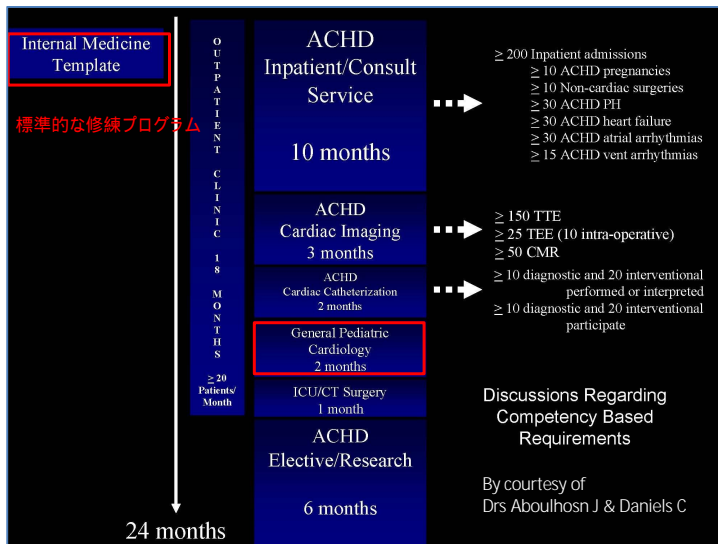 Internal Medicine
Template
標準的な修練プログラム
24 months
OUTPATIENT CLINIC 18 MONTHS
≥ 20
Patients/
Month
ACHD
Inpatient/Consult
Service
10 months
ACHD
Cardiac Imaging
3 months
ACHD
Cardiac Catheterization
2 months
General Pediatric
Cardiology
2 months
ICU/CT Surgery
1 month
ACHD
Elective/Research
6 months
≥ 200 Inpatient admissions
≥ 10 ACHD pregnancies
≥ 10 Non-cardiac surgeries
≥ 30 ACHD PH
≥ 30 ACHD heart failure
≥ 30 ACHD atrial arrhythmias
≥ 15 ACHD vent arrhythmias
≥ 150 TTE
≥ 25 TEE (10 intra-operative)
≥ 50 CMR
≥ 10 diagnostic and 20 interventional
performed or interpreted
≥ 10 diagnostic and 20 interventional
participate
Discussions Regarding
Competency Based
Requirements
By courtesy of
Drs Aboulhosn J & Daniels C